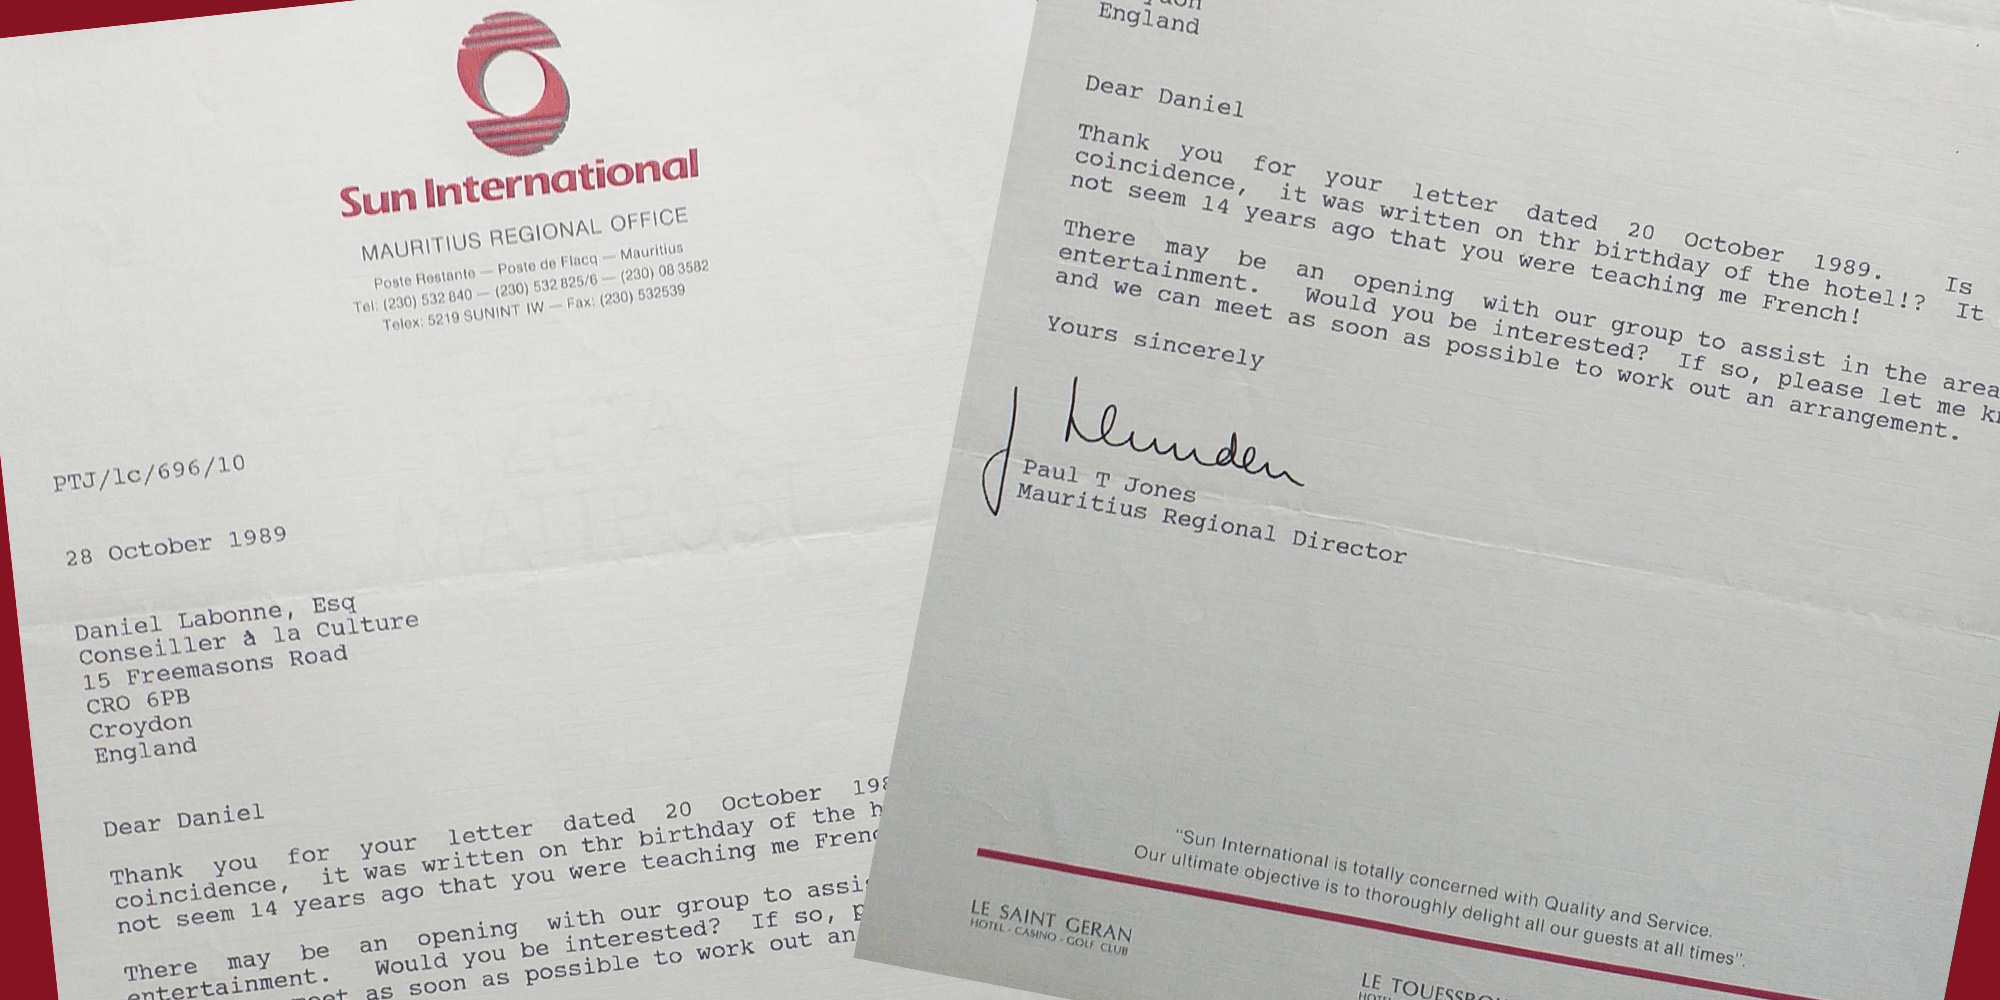 Sun International
MAURITIUS REGIONAL OFFICE
Poste Restante — Poste de Flacq — Mauritius
Tel: (230) 532 840 — (230) 532 825/6 — (230) 08 3582
Telex: 5219 SUNINT IW — Fax: (230) 532539
PTJ/lc/696/10
28 October 1989
Daniel Labonne, Esq
Conseiller à la Culture
15 Freemasons Road
CRO 6PB
Croydon
England
Dear Daniel
Thank you for your letter dated 20 October 198
coincidence, it was written on thr birthday of the h
not seem 14 years ago that you were teaching me Frenc
There may be an opening with our group to assi
entertainment. Would you be interested? If so, p
as soon as possible to work out an
England
Dear Daniel
Thank you for your letter dated 20 October 1989. Is
coincidence, it was written on thr birthday of the hotel!? It
not seem 14 years ago that you were teaching me French!
There may be an opening with our group to assist in the area
entertainment. Would you be interested? If so, please let me k
and we can meet as soon as possible to work out an arrangement.
Yours sincerely
Paul T Jones
Mauritius Regional Director
"Sun International is totally concerned with Quality and Service.
Our ultimate objective is to thoroughly delight all our guests at all times".
LE SAINT GERAN
HOTEL - CASINO - GOLF CLUB
LE TOUESSRO